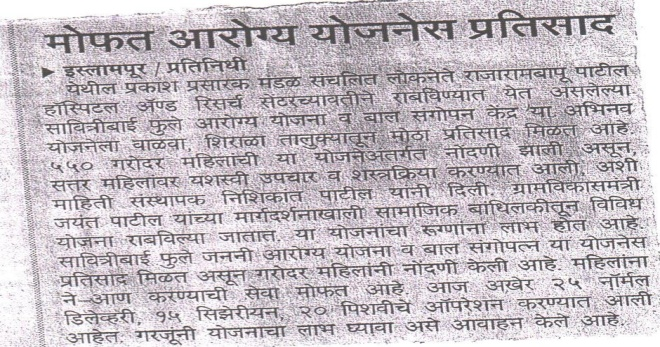 मोफत आरोग्य योजनेस प्रतिसाद
► इस्लामपूर / प्रतिनिधी
येथील प्रकाश प्रसारक मंडळ संचलित लोकनेते राजारामबापू पाटील
हॉस्पिटल अँण्ड रिसर्च सेंटरच्यावतीने राबविण्यात येत असलेल्या
सावित्रीबाई फुले आरोग्य योजना व बाल संगोपन केंद्र या अभिनव
योजनेला वाळवा, शिराळा तालुक्यातून मोठा प्रतिसाद मिळत आहे.
५५० गरोदर महिलांची या योजनेअंतर्गत नोंदणी झाली असून,
सत्तर महिलांवर यशस्वी उपचार व शस्त्रक्रिया करण्यात आली, अशी
माहिती संस्थापक निशिकांत पाटील यांनी दिली. ग्रामविकासमंत्री
जयंत पाटील यांच्या मार्गदर्शनाखाली सामाजिक बांधिलकीतून विविध
योजना राबविल्या जातात. या योजनांचा रूग्णांना लाभ होत आहे.
सावित्रीबाई फुले जननी आरोग्य योजना व बाल संगोपन या योजनेस
प्रतिसाद मिळत असून गरोदर महिलांनी नोंदणी केली आहे. महिलांना
ने-आण करण्याची सेवा मोफत आहे. आज अखेर २५ नॉर्मल
डिलेव्हरी, १५ सिझेरीयन, २० पिशवीचे ऑपरेशन करण्यात आली
आहेत. गरजूंनी योजनांचा लाभ घ्यावा असे आवाहन केले आहे.